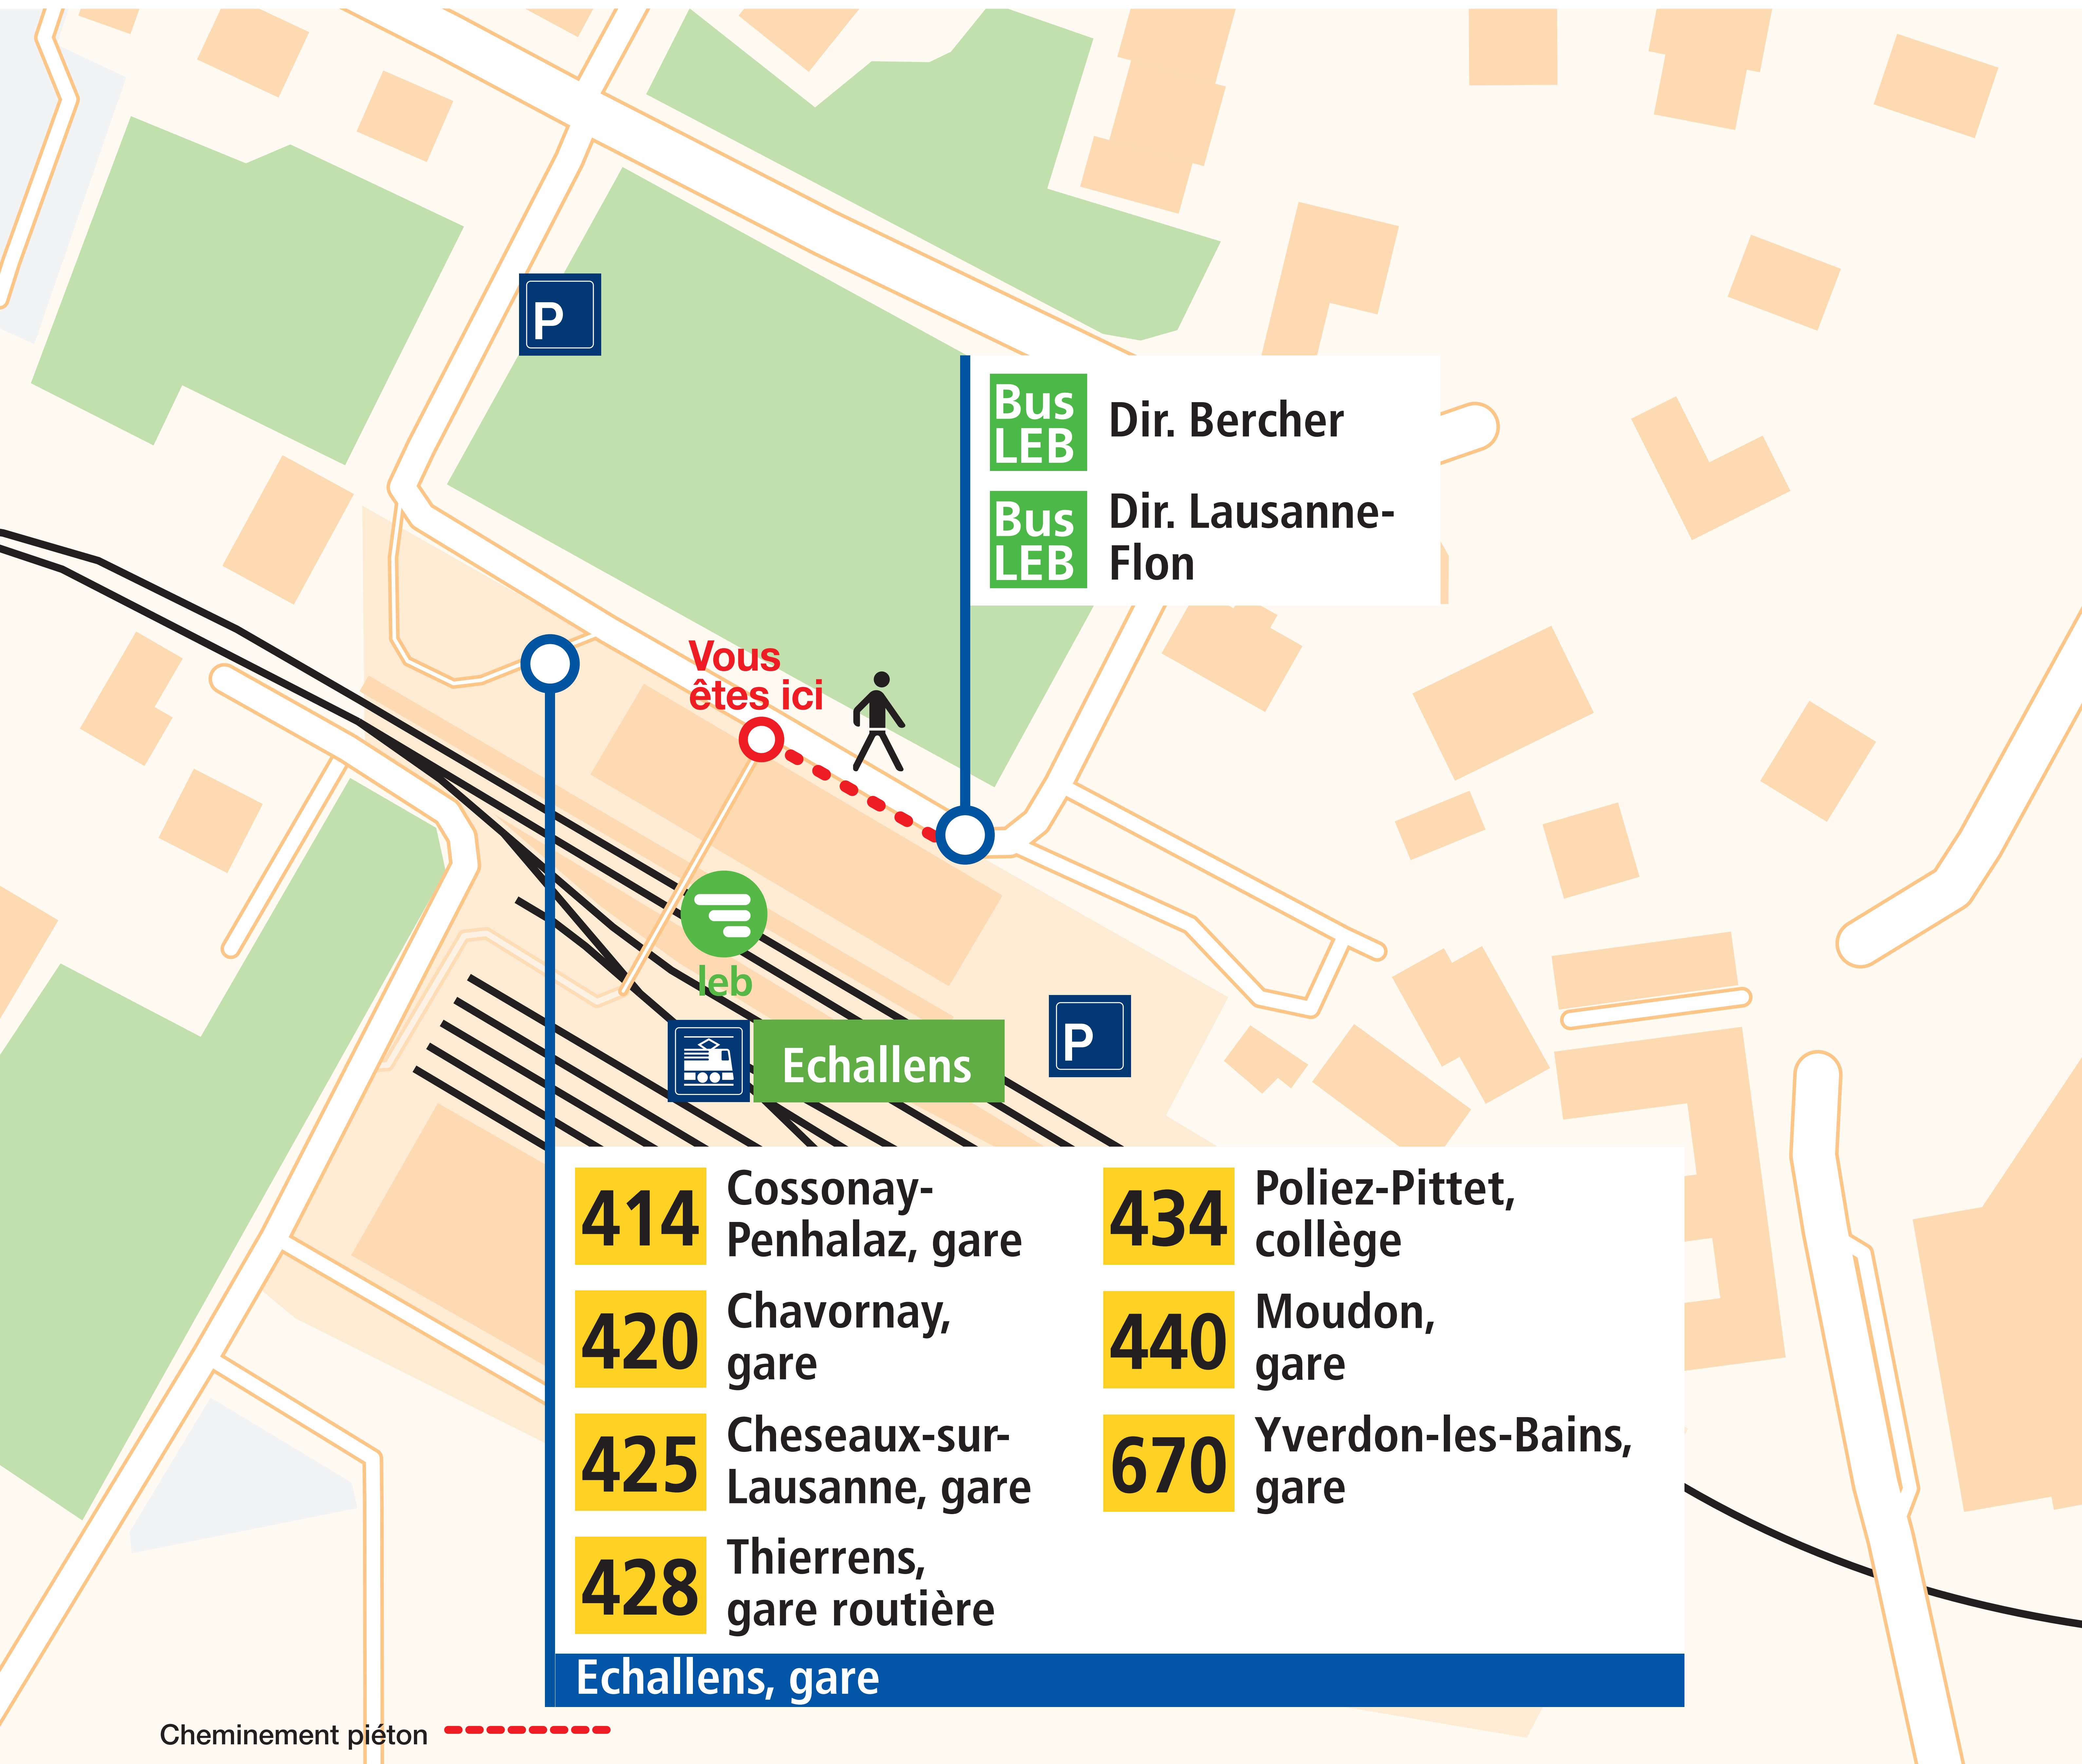 P
Bus
LEB
Dir. Bercher
Bus
LEB
Dir. Lausanne-
Flon
Vous
êtes ici
leb
Echallens
P
414
Cossonay-
Penhalaz, gare
420
Chavornay,
gare
425
Cheseaux-sur-
Lausanne, gare
428
Thierrens,
gare routière
434
Poliez-Pittet,
collège
440
Moudon,
gare
670
Yverdon-les-Bains,
gare
Echallens, gare
Cheminement piéton